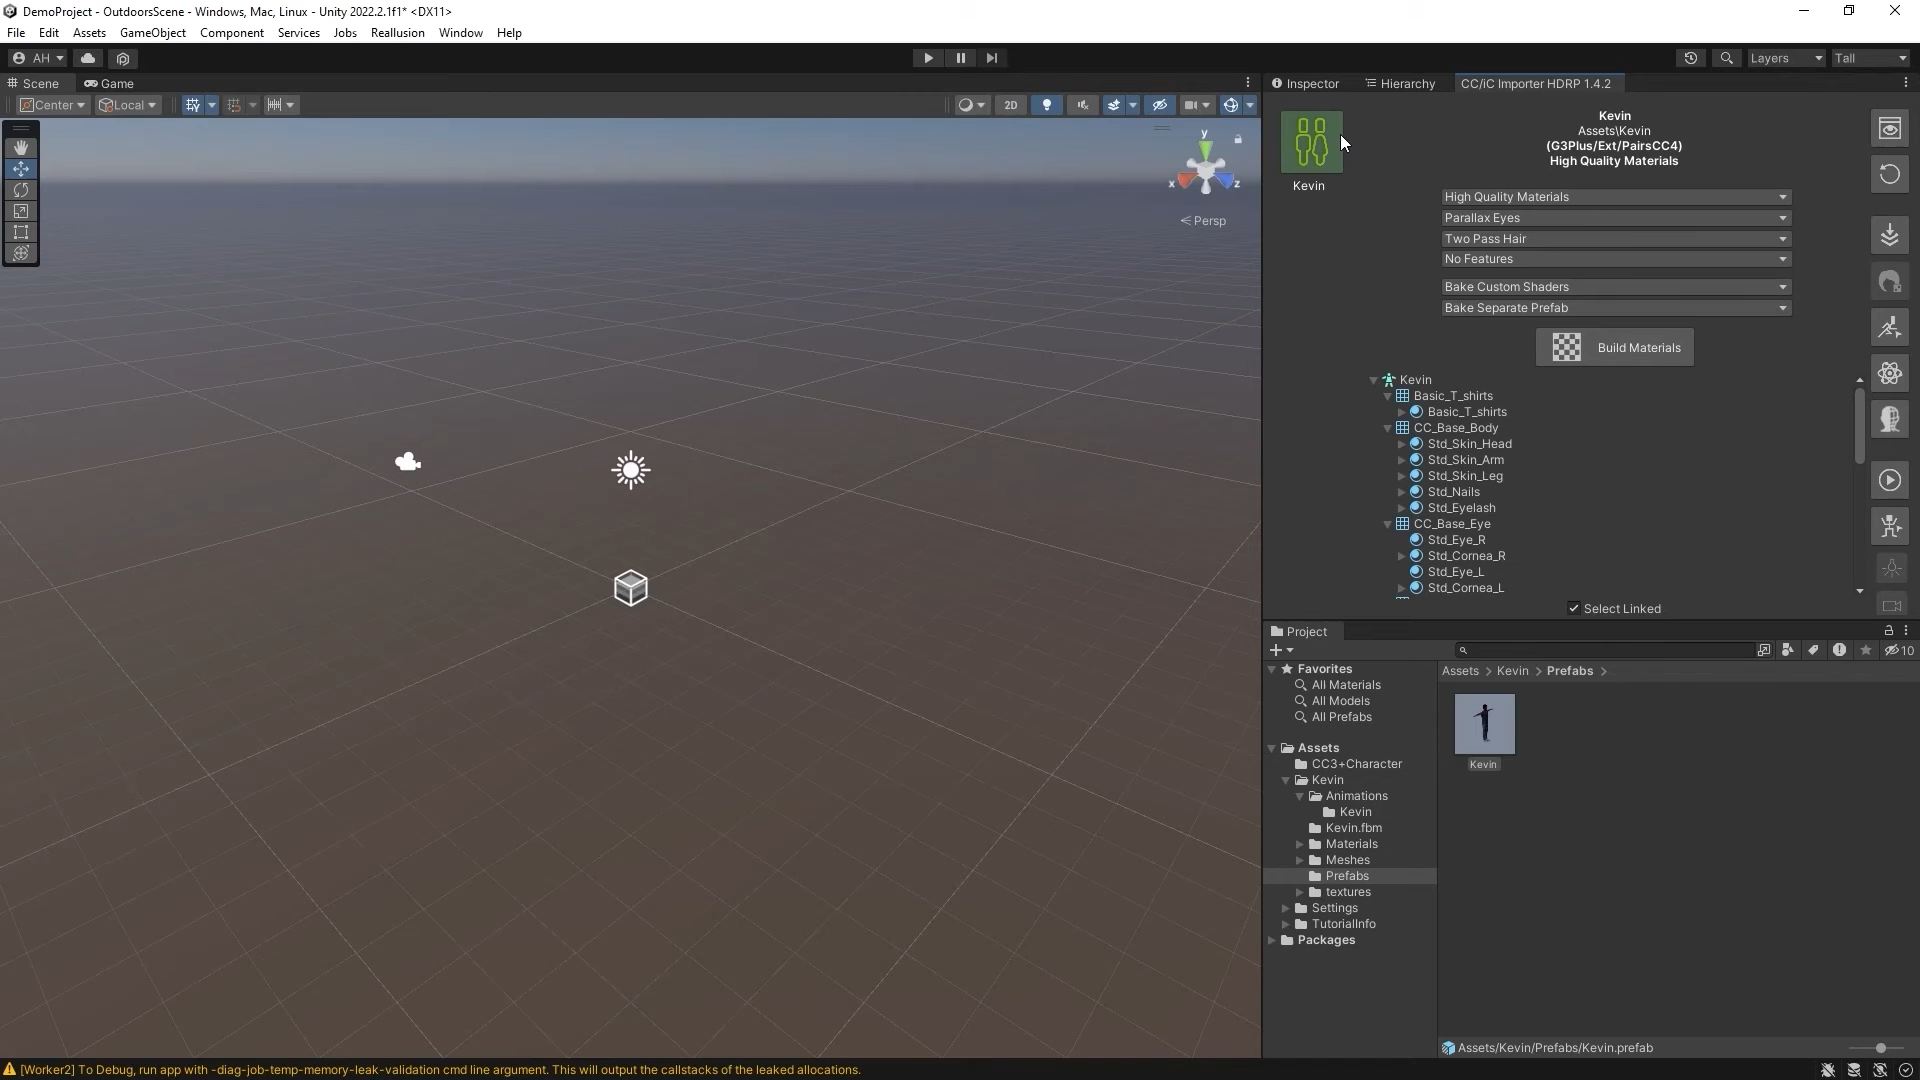 DemoProject - OutdoorsScene - Windows, Mac, Linux - Unity 2022.2.1f1* <DX11>
File Edit Assets GameObject Component Services Jobs Reallusion Window Help
AH Layers Tall
Scene Game Inspector Hierarchy CC/iC Importer HDRP 1.4.2
Center Local 2D
Kevin
Assets\Kevin
(G3Plus/Ext/PairsCC4)
High Quality Materials
Kevin
High Quality Materials
Parallax Eyes
Two Pass Hair
No Features
Bake Custom Shaders
Bake Separate Prefab
Build Materials
y
x
z
Persp
Kevin
Basic_T_shirts
Basic_T_shirts
CC_Base_Body
Std_Skin_Head
Std_Skin_Arm
Std_Skin_Leg
Std_Nails
Std_Eyelash
CC_Base_Eye
Std_Eye_R
Std_Cornea_R
Std_Eye_L
Std_Cornea_L
Select Linked
Project
10
Favorites
All Materials
All Models
All Prefabs
Assets
CC3+Character
Kevin
Animations
Kevin
Kevin.fbm
Materials
Meshes
Prefabs
textures
Settings
TutorialInfo
Packages
Assets > Kevin > Prefabs >
Kevin
Assets/Kevin/Prefabs/Kevin.prefab
[Worker2] To Debug, run app with -diag-job-temp-memory-leak-validation cmd line argument. This will output the callstacks of the leaked allocations.